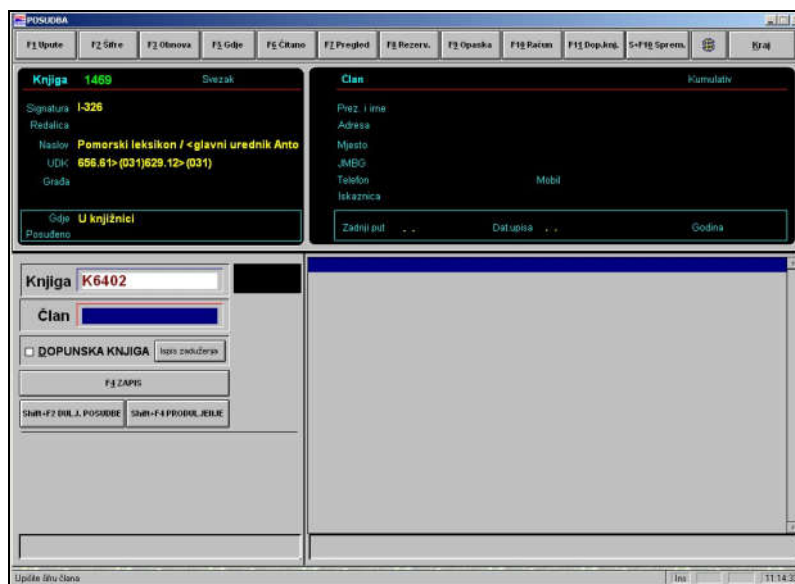 POSUDBA
F1 Upute F2 Šifre F3 Obnova F5 Gdje F6 Čitano F7 Pregled F8 Rezerv. F9 Opaska F10 Račun F11 Dop.knj. S+F10 Sprem. Kraj
Knjiga 1469 Svezak
Signatura I-326
Redalica
Naslov Pomorski leksikon / <glavni urednik Anto
UDK 656.61>(031)629.12>(031)
Građa
Gdje U knjižnici
Posuđeno
Član Kumulativ
Prez. i ime
Adresa
Mjesto
JMBG
Telefon Mobil
Iskaznica
Zadnji put . . Dat.upisa . . Godina
Knjiga K6402
Član
DOPUNSKA KNJIGA Ispis zaduženja
F4 ZAPIS
Shift+F2 DULJ. POSUDBE Shift+F4 PRODULJENJE
Upišite šifru člana
Ins 11:14:3